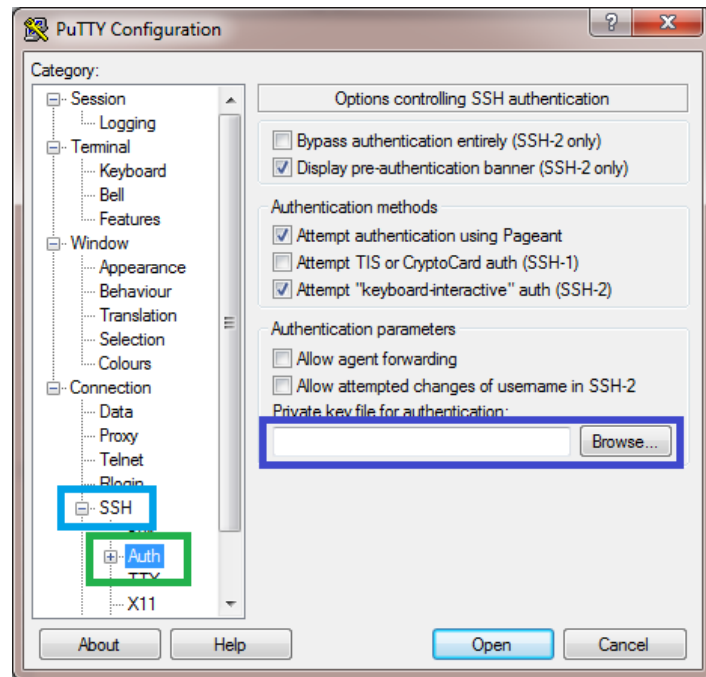 PuTTY Configuration
Category:
Session
Logging
Terminal
Keyboard
Bell
Features
Window
Appearance
Behaviour
Translation
Selection
Colours
Connection
Data
Proxy
Telnet
Rlogin
SSH
Auth
TTY
X11
Options controlling SSH authentication
Bypass authentication entirely (SSH-2 only)
Display pre-authentication banner (SSH-2 only)
Authentication methods
Attempt authentication using Pageant
Attempt TIS or CryptoCard auth (SSH-1)
Attempt "keyboard-interactive" auth (SSH-2)
Authentication parameters
Allow agent forwarding
Allow attempted changes of username in SSH-2
Private key file for authentication:
Browse...
About
Help
Open
Cancel